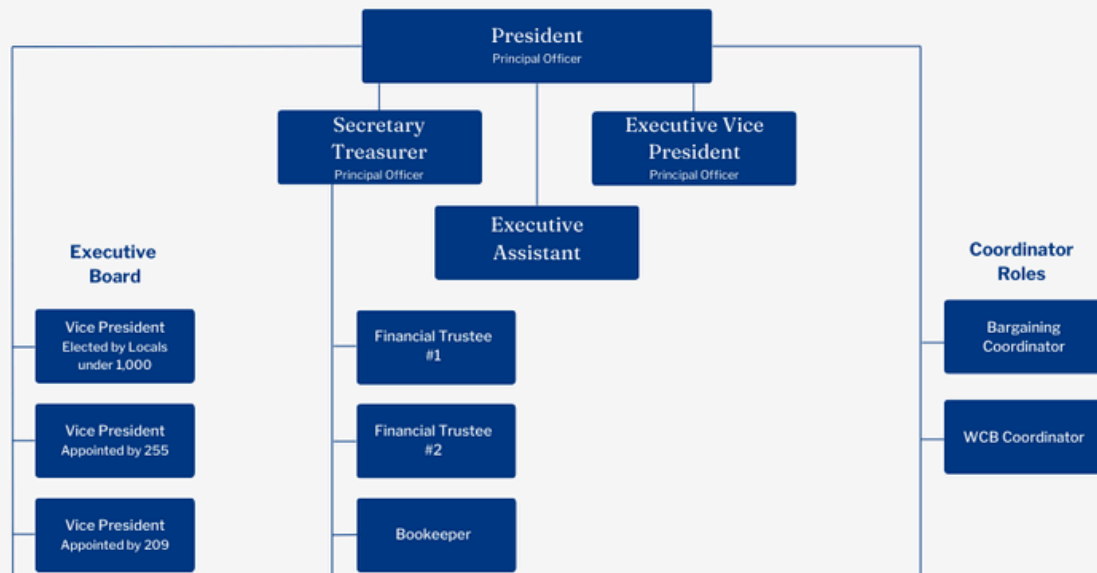 President
Principal Officer
Secretary
Treasurer
Principal Officer
Executive Vice
President
Principal Officer
Executive
Assistant
Executive
Board
Vice President
Elected by Locals
under 1,000
Vice President
Appointed by 255
Vice President
Appointed by 209
Financial Trustee
#1
Financial Trustee
#2
Bookeeper
Coordinator
Roles
Bargaining
Coordinator
WCB Coordinator